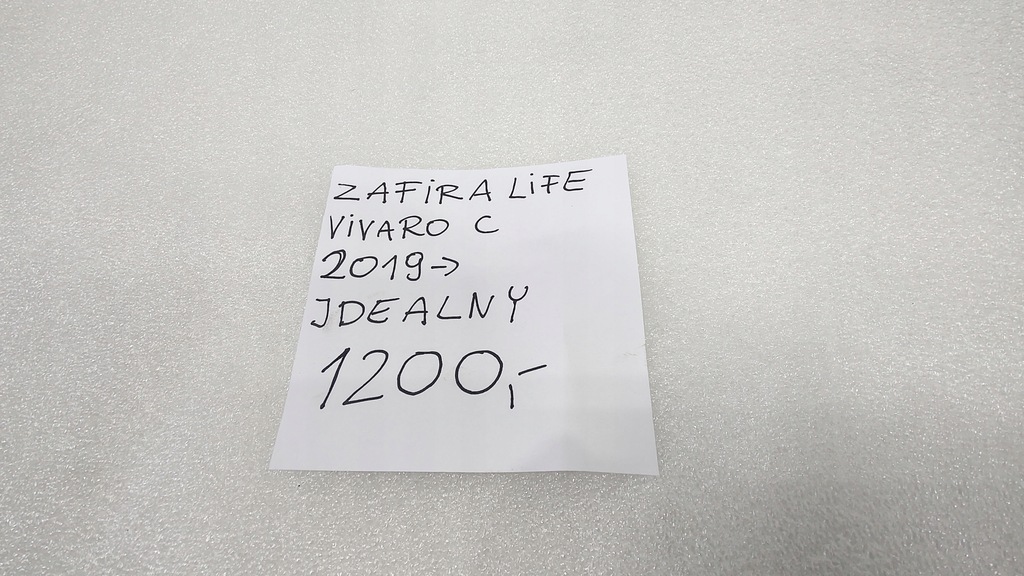 ZAFiRA LiFE
ViVARO C
2019→
JDEALNY
1200,-